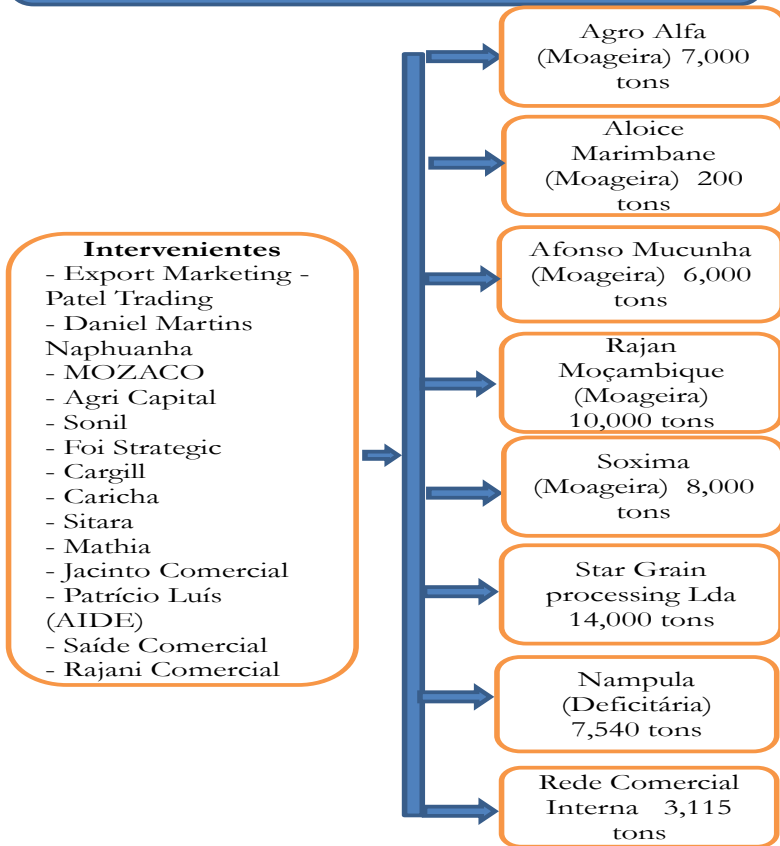 Intervenientes
- Export Marketing -
Patel Trading
- Daniel Martins
Naphuanha
- MOZACO
- Agri Capital
- Sonil
- Foi Strategic
- Cargill
- Caricha
- Sitara
- Mathia
- Jacinto Comercial
- Patrício Luís
(AIDE)
- Saíde Comercial
- Rajani Comercial
Agro Alfa
(Moageira) 7,000
tons
Aloice
Marimbane
(Moageira) 200
tons
Afonso Mucunha
(Moageira) 6,000
tons
Rajan
Moçambique
(Moageira)
10,000 tons
Soxima
(Moageira) 8,000
tons
Star Grain
processing Lda
14,000 tons
Nampula
(Deficitária)
7,540 tons
Rede Comercial
Interna 3,115
tons